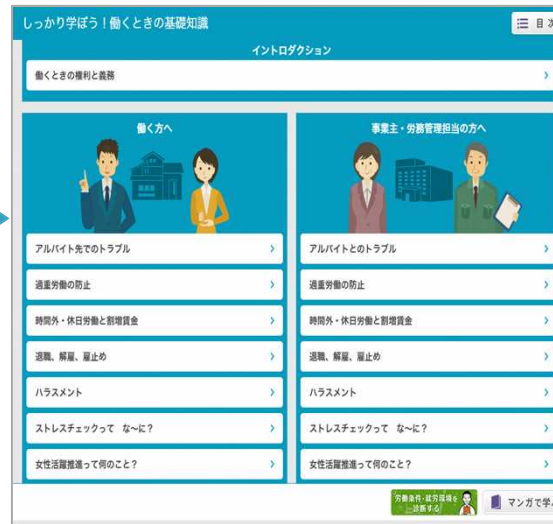 しっかり学ぼう！働くときの基礎知識
目次
イントロダクション
働くときの権利と義務
働く方へ
アルバイト先でのトラブル
過重労働の防止
時間外・休日労働と割増賃金
退職、解雇、雇止め
ハラスメント
ストレスチェックって な～に？
女性活躍推進って何のこと？
事業主・労務管理担当の方へ
アルバイトとのトラブル
過重労働の防止
時間外・休日労働と割増賃金
退職、解雇、雇止め
ハラスメント
ストレスチェックって な～に？
女性活躍推進って何のこと？
労働条件・就労環境を
診断する
マンガで学